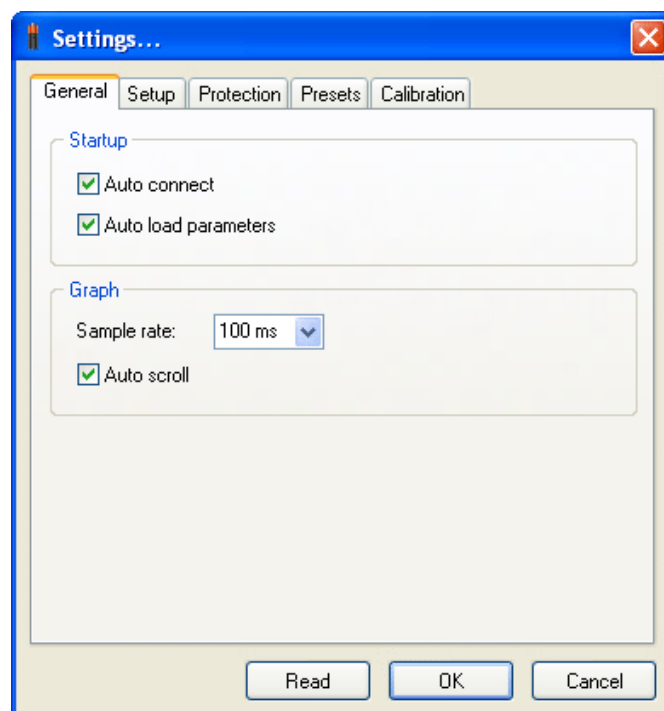 Settings...
General Setup Protection Presets Calibration
Startup
Auto connect
Auto load parameters
Graph
Sample rate: 100 ms
Auto scroll
Read OK Cancel